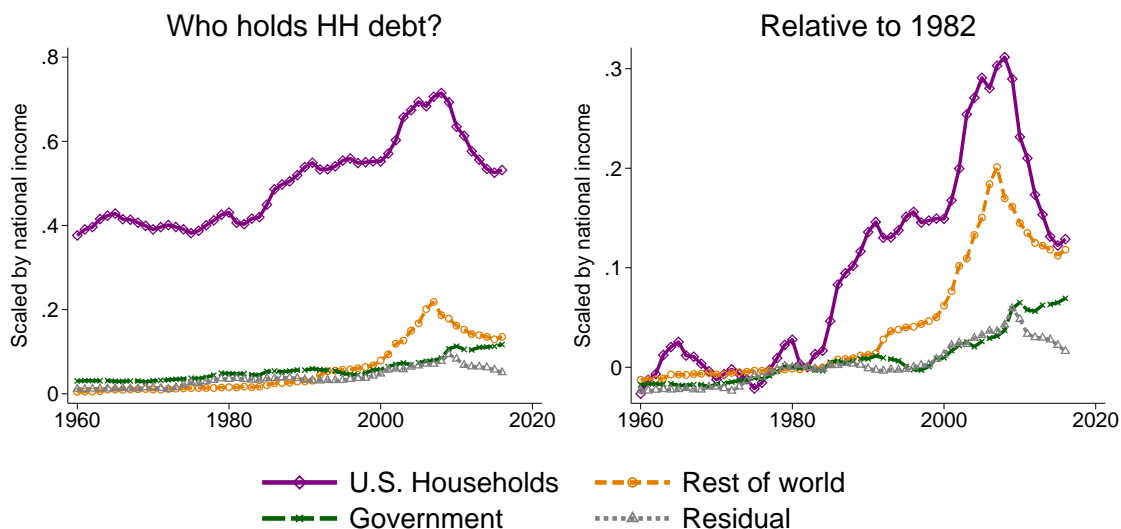 Who holds HH debt?
Scaled by national income
.8
.6
.4
.2
0
1960
1980
2000
2020
Relative to 1982
Scaled by national income
.3
.2
.1
0
1960
1980
2000
2020
U.S. Households
Rest of world
Government
Residual